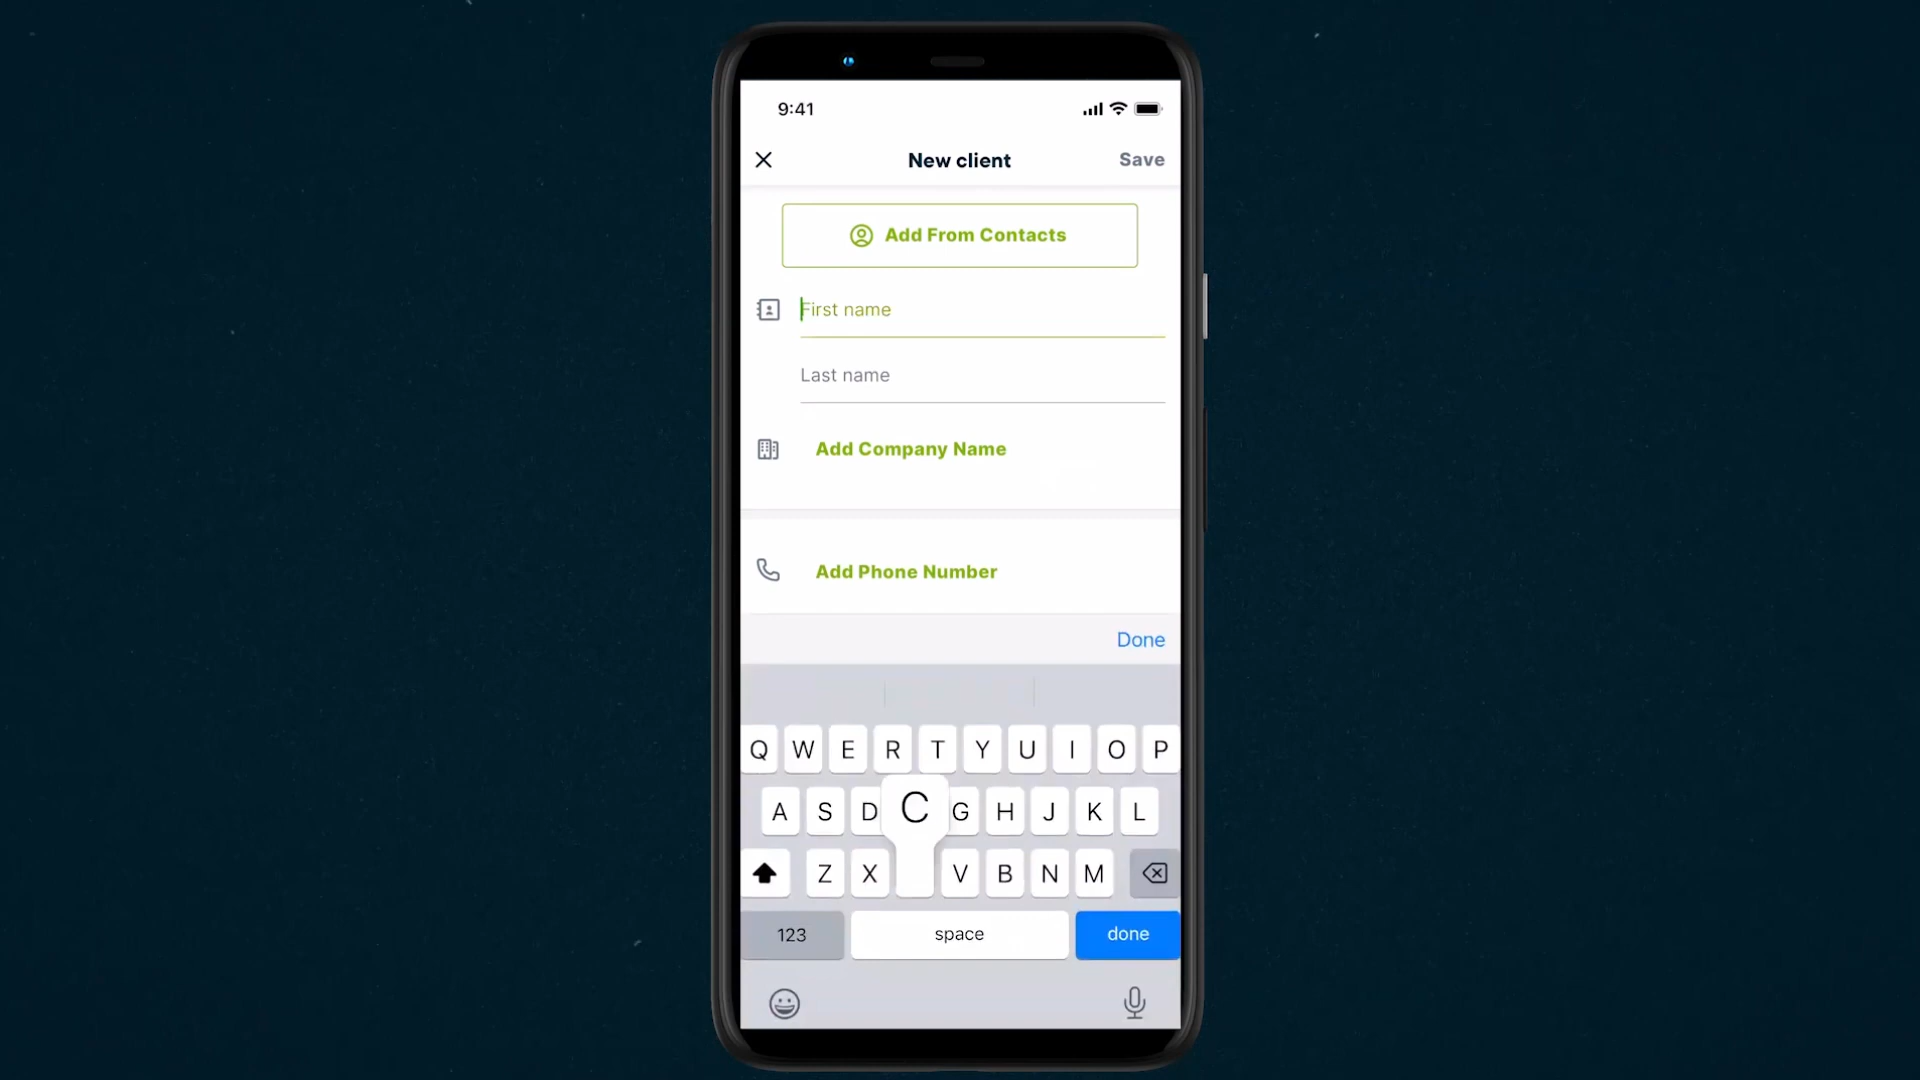 9:41
New client
Save
Add From Contacts
First name
Last name
Add Company Name
Add Phone Number
Done
Q W E R T Y U I O P
A S D C G H J K L
Z X V B N M
123 space done